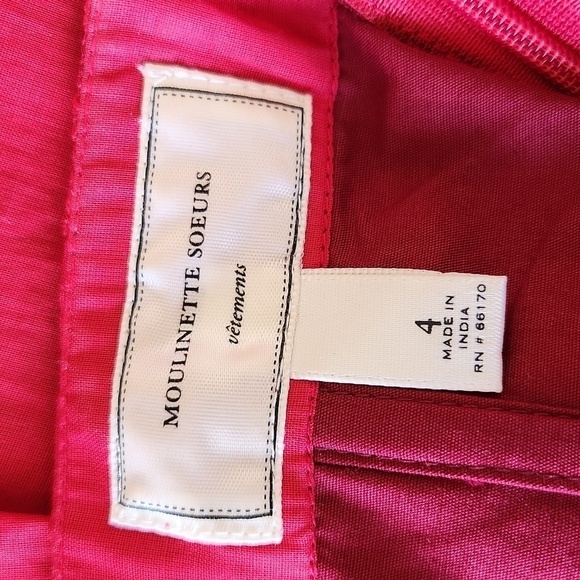 MOULINETTE SOEURS
vêtements
4
MADE IN
INDIA
RN # 66170